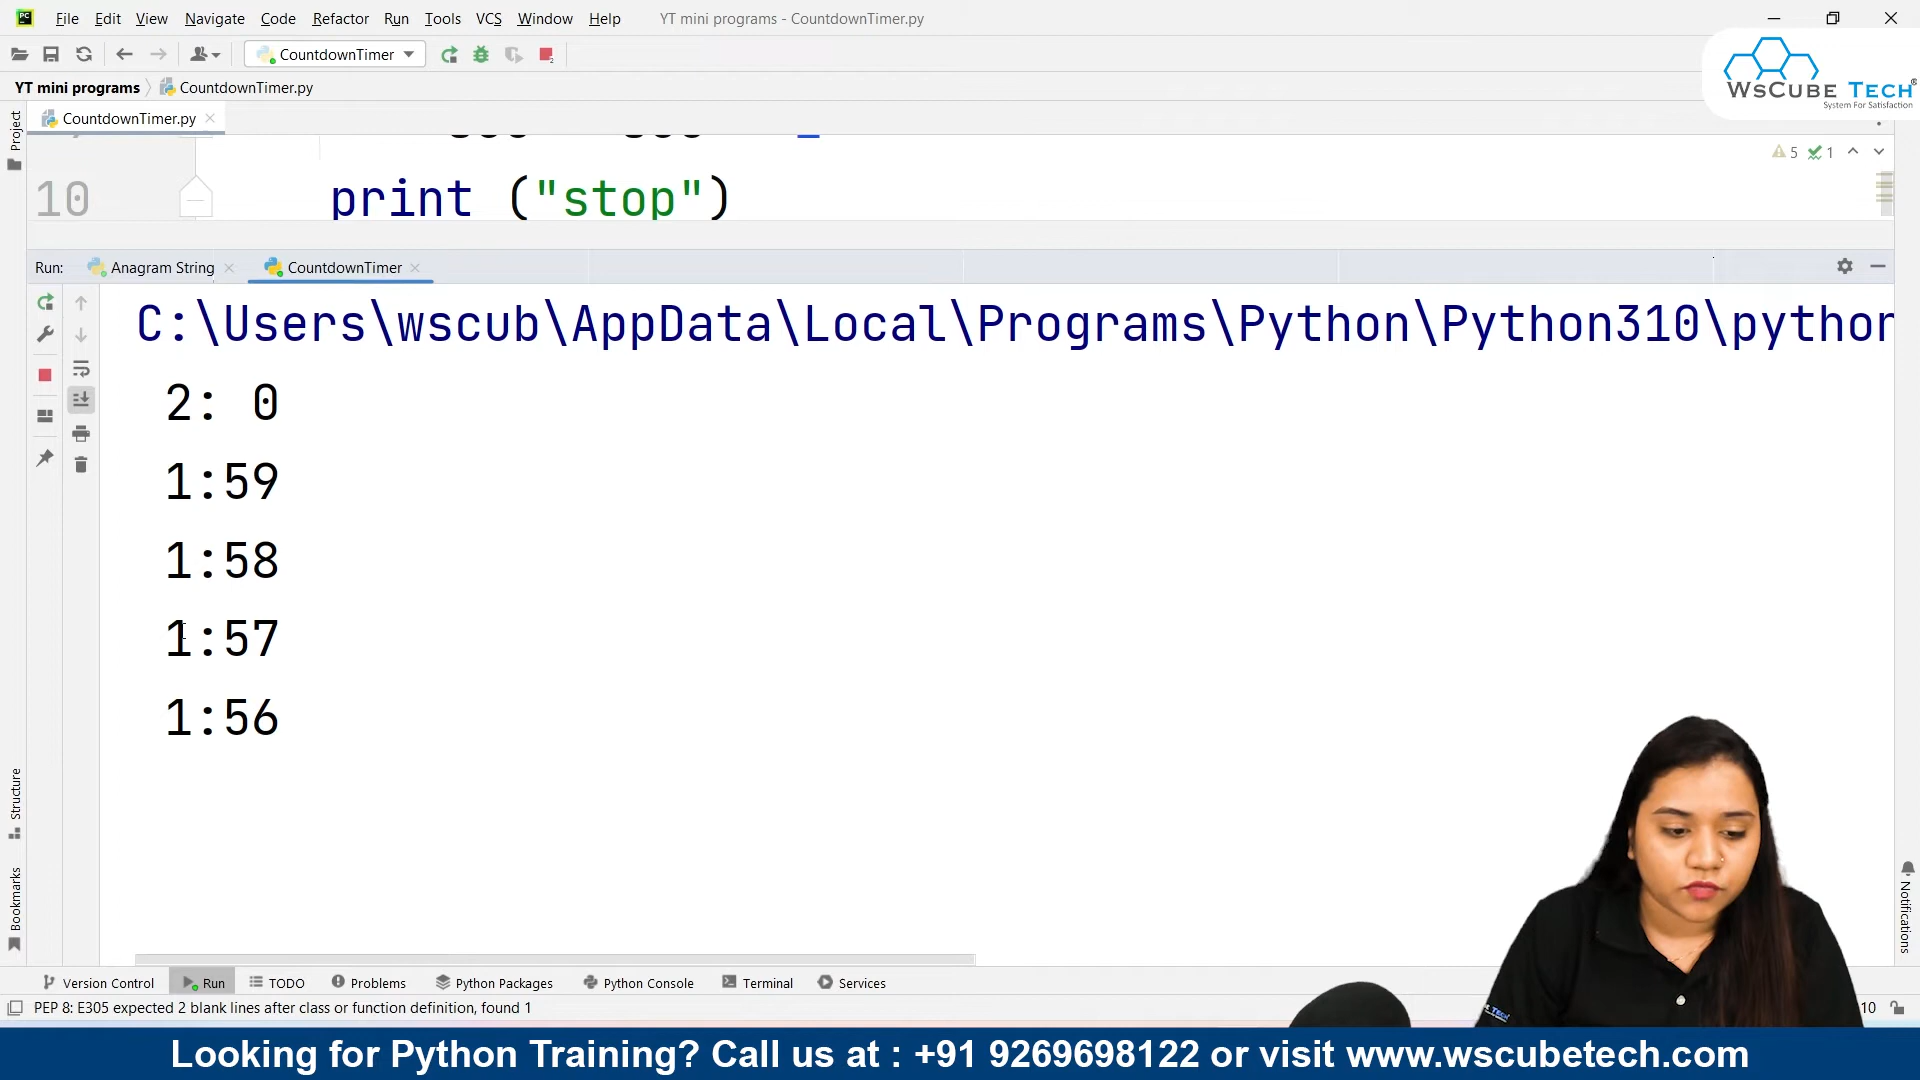 File Edit View Navigate Code Refactor Run Tools VCS Window Help YT mini programs - CountdownTimer.py
CountdownTimer
YT mini programs CountdownTimer.py
WsCube Tech
System For Satisfaction
CountdownTimer.py
5 1
10 print ("stop")
Run: Anagram String CountdownTimer
C:\Users\wscub\AppData\Local\Programs\Python\Python310\python
2: 0
1:59
1:58
1:57
1:56
Project
Structure
Bookmarks
Notifications
Version Control Run TODO Problems Python Packages Python Console Terminal Services
PEP 8: E305 expected 2 blank lines after class or function definition, found 1
10
Looking for Python Training? Call us at : +91 9269698122 or visit www.wscubetech.com